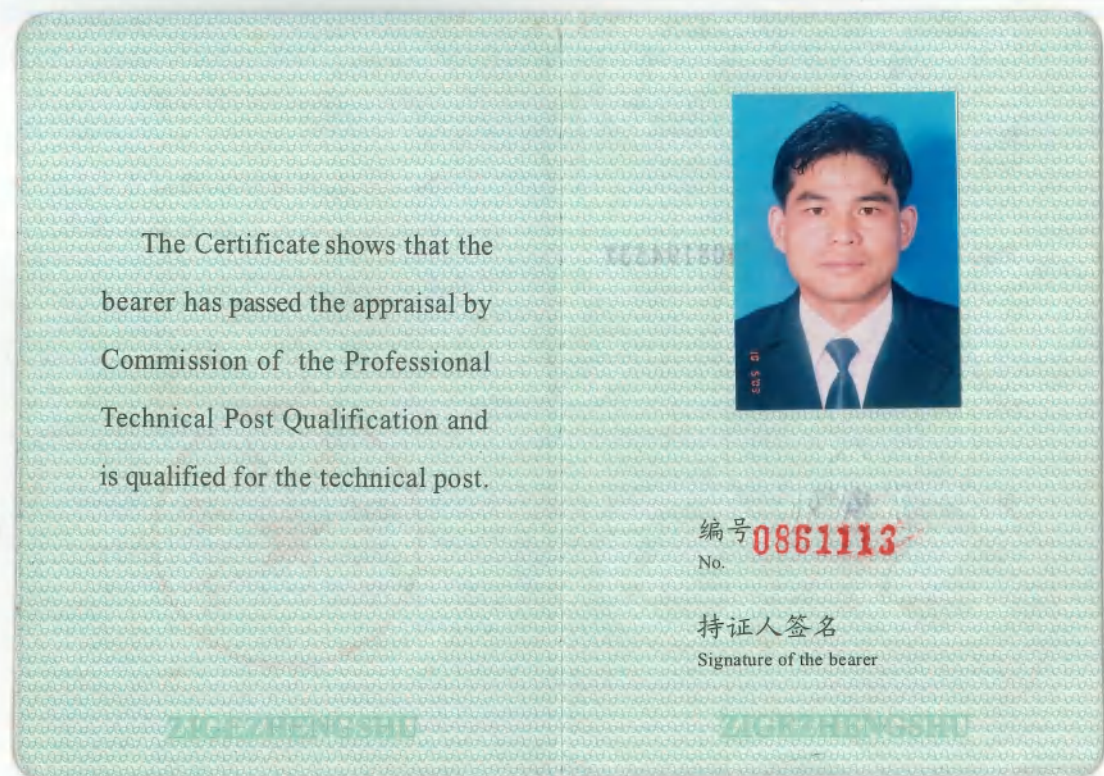 The Certificate shows that the
bearer has passed the appraisal by
Commission of the Professional
Technical Post Qualification and
is qualified for the technical post.
ZIGEZHENGSHU
编号0861113
No.
持证人签名
Signature of the bearer
ZIGEZHENGSHU